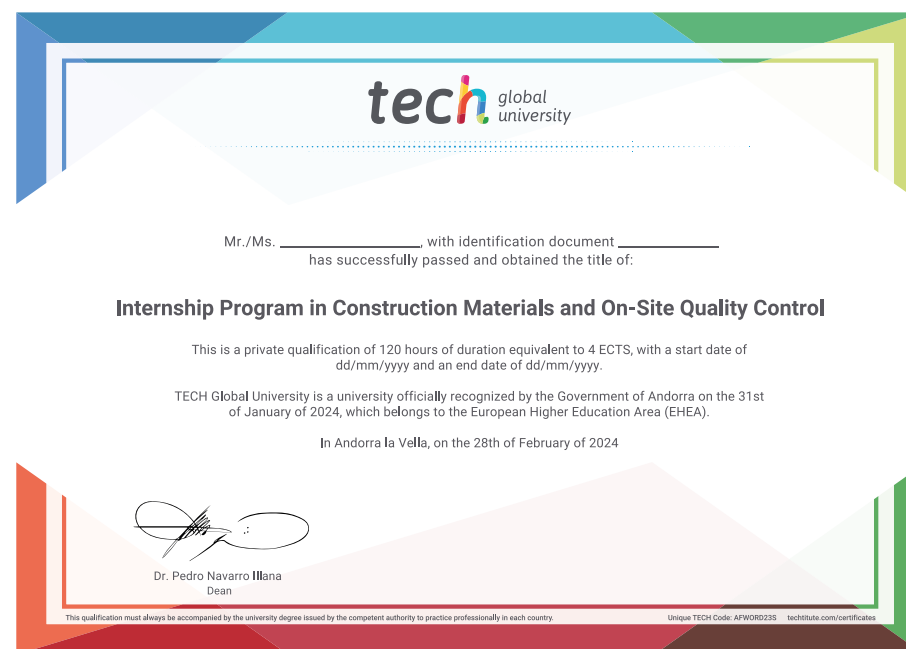 tech global university
Mr./Ms. ____________, with identification document ____________
has successfully passed and obtained the title of:
Internship Program in Construction Materials and On-Site Quality Control
This is a private qualification of 120 hours of duration equivalent to 4 ECTS, with a start date of
dd/mm/yyyy and an end date of dd/mm/yyyy.
TECH Global University is a university officially recognized by the Government of Andorra on the 31st
of January of 2024, which belongs to the European Higher Education Area (EHEA).
In Andorra la Vella, on the 28th of February of 2024
Dr. Pedro Navarro Illana
Dean
This qualification must always be accompanied by the university degree issued by the competent authority to practice professionally in each country.
Unique TECH Code: AFWORD23S techtitute.com/certificates